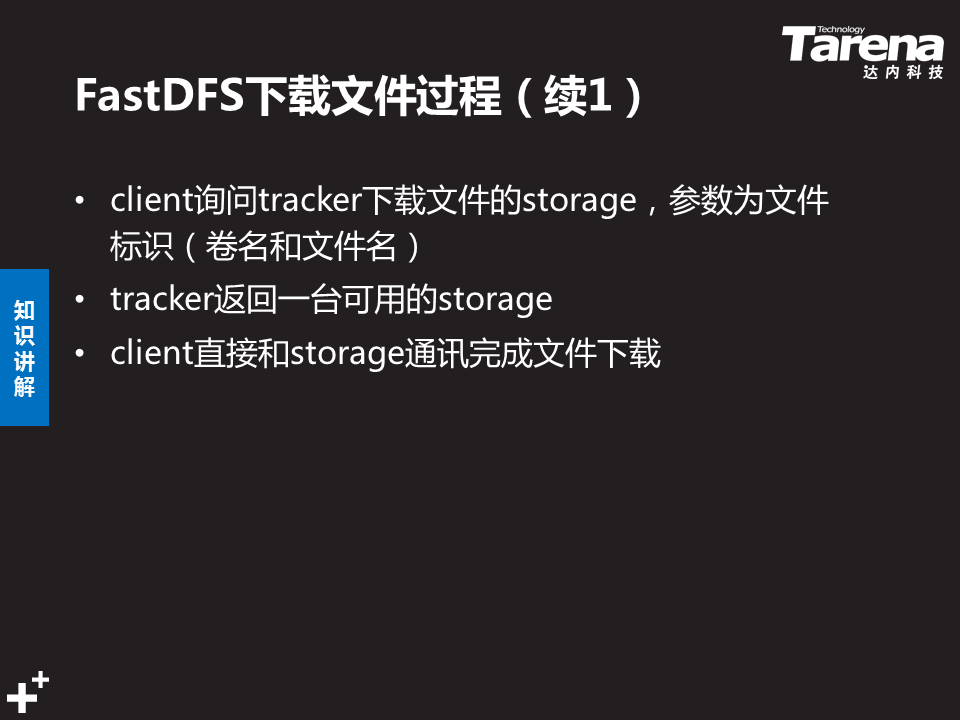 Technology
Tarena
达内科技
FastDFS下载文件过程（续1）
• client询问tracker下载文件的storage，参数为文件
标识（卷名和文件名）
• tracker返回一台可用的storage
• client直接和storage通讯完成文件下载
知
识
讲
解